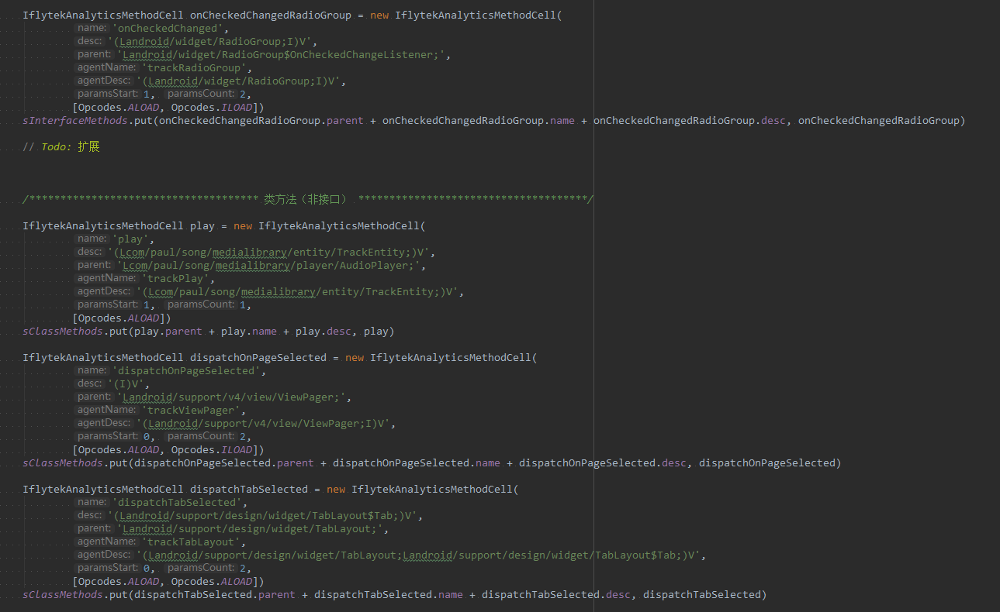 IflytekAnalyticsMethodCell onCheckedChangedRadioGroup = new IflytekAnalyticsMethodCell(
name: 'onCheckedChanged',
desc: '(Landroid/widget/RadioGroup;I)V',
parent: 'Landroid/widget/RadioGroup$OnCheckedChangeListener;',
agentName: 'trackRadioGroup',
agentDesc: '(Landroid/widget/RadioGroup;I)V',
paramsStart: 1, paramsCount: 2,
[Opcodes.ALOAD, Opcodes.ILOAD])
sInterfaceMethods.put(onCheckedChangedRadioGroup.parent + onCheckedChangedRadioGroup.name + onCheckedChangedRadioGroup.desc, onCheckedChangedRadioGroup)
// Todo: 扩展
/************************************* 类方法（非接口） *************************************/
IflytekAnalyticsMethodCell play = new IflytekAnalyticsMethodCell(
name: 'play',
desc: '(Lcom/paul/song/medialibrary/entity/TrackEntity;)V',
parent: 'Lcom/paul/song/medialibrary/player/AudioPlayer;',
agentName: 'trackPlay',
agentDesc: '(Lcom/paul/song/medialibrary/entity/TrackEntity;)V',
paramsStart: 1, paramsCount: 1,
[Opcodes.ALOAD])
sClassMethods.put(play.parent + play.name + play.desc, play)
IflytekAnalyticsMethodCell dispatchOnPageSelected = new IflytekAnalyticsMethodCell(
name: 'dispatchOnPageSelected',
desc: '(I)V',
parent: 'Landroid/support/v4/view/ViewPager;',
agentName: 'trackViewPager',
agentDesc: '(Landroid/support/v4/view/ViewPager;I)V',
paramsStart: 0, paramsCount: 2,
[Opcodes.ALOAD, Opcodes.ILOAD])
sClassMethods.put(dispatchOnPageSelected.parent + dispatchOnPageSelected.name + dispatchOnPageSelected.desc, dispatchOnPageSelected)
IflytekAnalyticsMethodCell dispatchTabSelected = new IflytekAnalyticsMethodCell(
name: 'dispatchTabSelected',
desc: '(Landroid/support/design/widget/TabLayout$Tab;)V',
parent: 'Landroid/support/design/widget/TabLayout;',
agentName: 'trackTabLayout',
agentDesc: '(Landroid/support/design/widget/TabLayout;Landroid/support/design/widget/TabLayout$Tab;)V',
paramsStart: 0, paramsCount: 2,
[Opcodes.ALOAD, Opcodes.ALOAD])
sClassMethods.put(dispatchTabSelected.parent + dispatchTabSelected.name + dispatchTabSelected.desc, dispatchTabSelected)